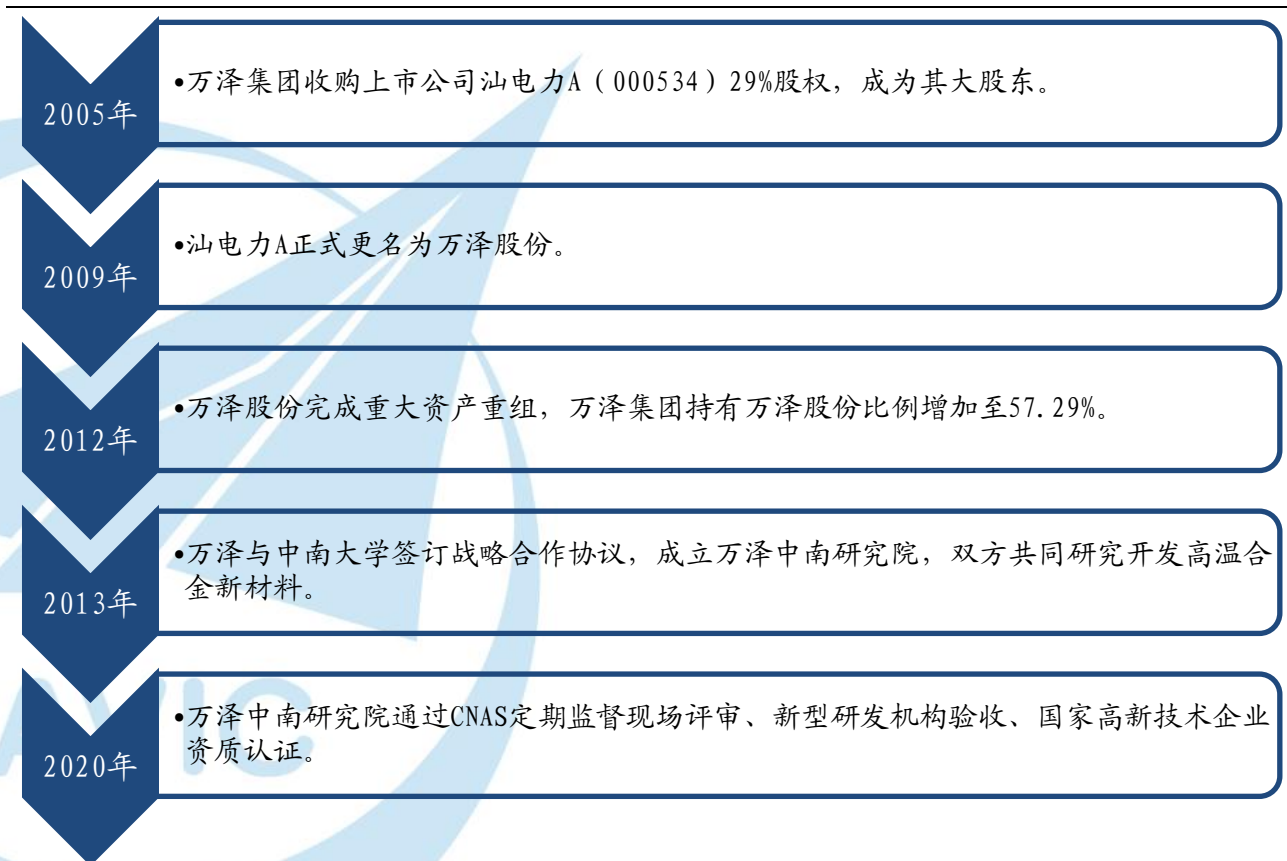 2005年
•万泽集团收购上市公司汕电力A（000534）29%股权，成为其大股东。
2009年
•汕电力A正式更名为万泽股份。
2012年
•万泽股份完成重大资产重组，万泽集团持有万泽股份比例增加至57.29%。
2013年
•万泽与中南大学签订战略合作协议，成立万泽中南研究院，双方共同研究开发高温合
金新材料。
2020年
•万泽中南研究院通过CNAS定期监督现场评审、新型研发机构验收、国家高新技术企业
资质认证。
AVIC